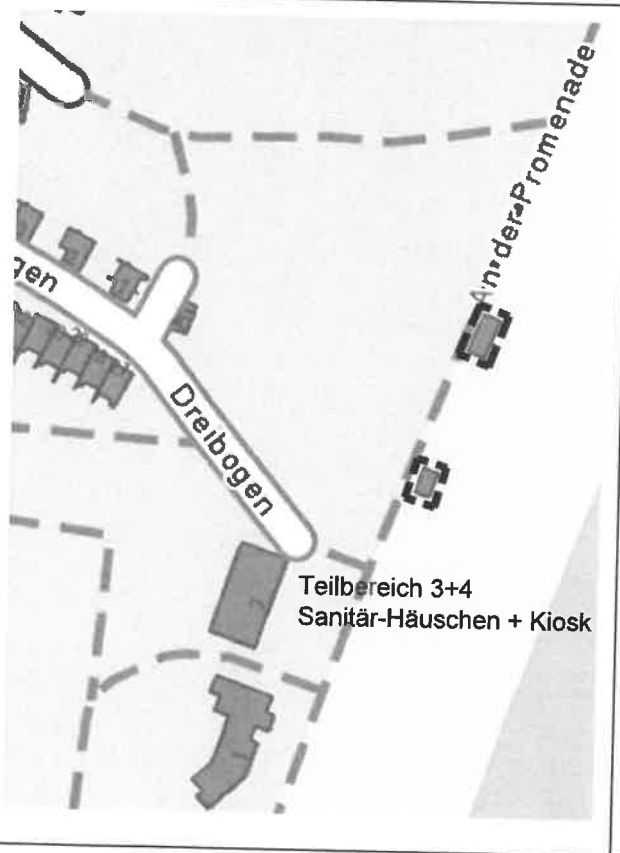 An der Promenade
gen
Dreibogen
Teilbereich 3+4
Sanitär-Häuschen + Kiosk